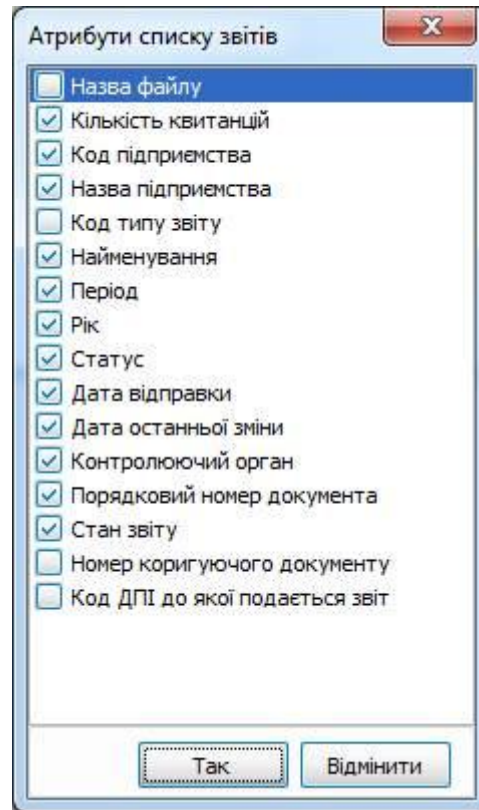 Атрибути списку звітів
Назва файлу
Кількість квитанцій
Код підприємства
Назва підприємства
Код типу звіту
Найменування
Період
Рік
Статус
Дата відправки
Дата останньої зміни
Контролюючий орган
Порядковий номер документа
Стан звіту
Номер коригуючого документу
Код ДПІ до якої подається звіт
Так Відмінити